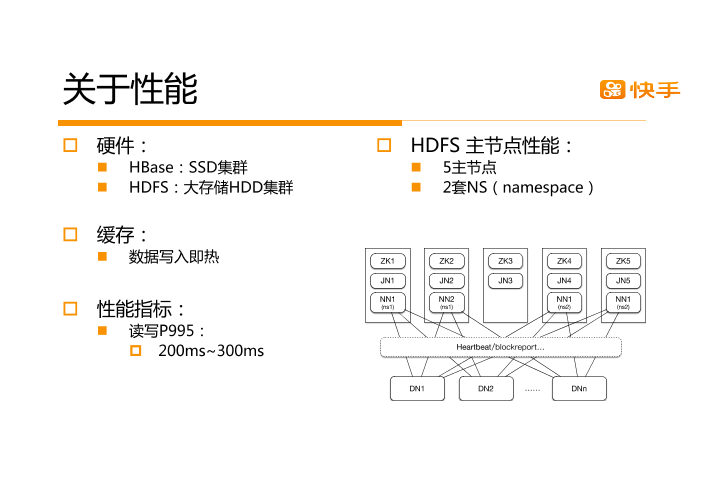 关于性能
快手
硬件：
HBase：SSD集群
HDFS：大存储HDD集群
缓存：
数据写入即热
性能指标：
读写P995：
200ms~300ms
HDFS 主节点性能：
5主节点
2套NS（namespace）
ZK1 ZK2 ZK3 ZK4 ZK5
JN1 JN2 JN3 JN4 JN5
NN1 NN2 NN1 NN1
(ns1) (ns1) (ns2) (ns2)
Heartbeat/blockreport...
DN1 DN2 ...... DNn